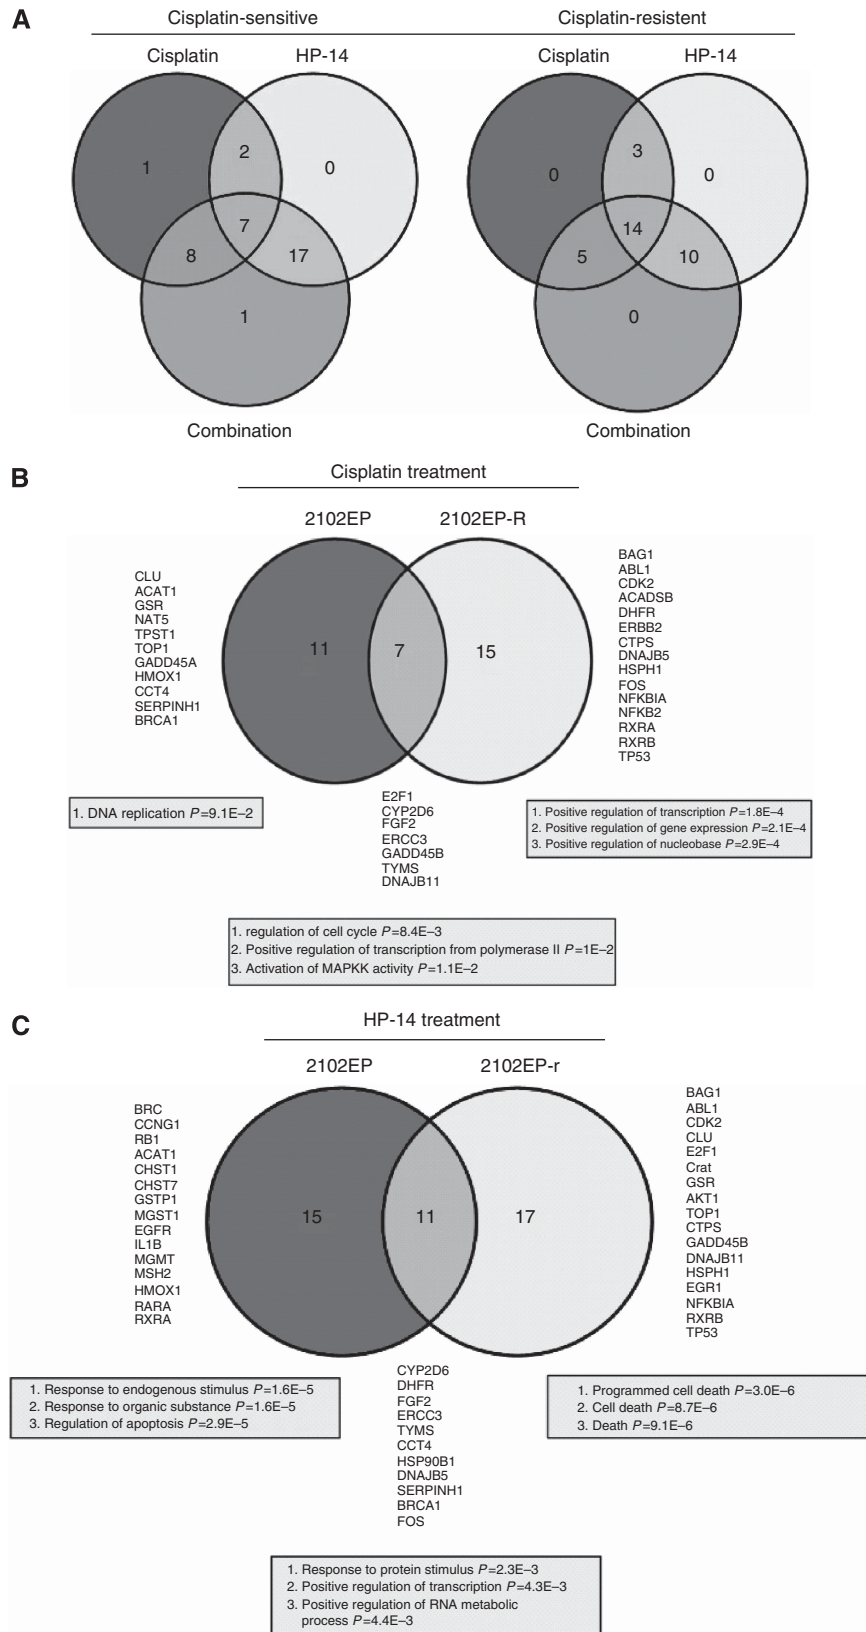 A
Cisplatin-sensitive
Cisplatin-resistent
Cisplatin
HP-14
Cisplatin
HP-14
1
2
0
7
8
17
1
0
3
0
14
5
10
0
Combination
Combination
B
Cisplatin treatment
2102EP
2102EP-R
CLU
ACAT1
GSR
NAT5
TPST1
TOP1
GADD45A
HMOX1
CCT4
SERPINH1
BRCA1
11
7
15
BAG1
ABL1
CDK2
ACADSB
DHFR
ERBB2
CTPS
DNAJB5
HSPH1
FOS
NFKBIA
NFKB2
RXRA
RXRB
TP53
1. DNA replication P=9.1E–2
E2F1
CYP2D6
FGF2
ERCC3
GADD45B
TYMS
DNAJB11
1. Positive regulation of transcription P=1.8E–4
2. Positive regulation of gene expression P=2.1E–4
3. Positive regulation of nucleobase P=2.9E–4
1. regulation of cell cycle P=8.4E–3
2. Positive regulation of transcription from polymerase II P=1E–2
3. Activation of MAPKK activity P=1.1E–2
C
HP-14 treatment
2102EP
2102EP-r
BRC
CCNG1
RB1
ACAT1
CHST1
CHST7
GSTP1
MGST1
EGFR
IL1B
MGMT
MSH2
HMOX1
RARA
RXRA
15
11
17
BAG1
ABL1
CDK2
CLU
E2F1
Crat
GSR
AKT1
TOP1
CTPS
GADD45B
DNAJB11
HSPH1
EGR1
NFKBIA
RXRB
TP53
1. Response to endogenous stimulus P=1.6E–5
2. Response to organic substance P=1.6E–5
3. Regulation of apoptosis P=2.9E–5
CYP2D6
DHFR
FGF2
ERCC3
TYMS
CCT4
HSP90B1
DNAJB5
SERPINH1
BRCA1
FOS
1. Programmed cell death P=3.0E–6
2. Cell death P=8.7E–6
3. Death P=9.1E–6
1. Response to protein stimulus P=2.3E–3
2. Positive regulation of transcription P=4.3E–3
3. Positive regulation of RNA metabolic
process P=4.4E–3